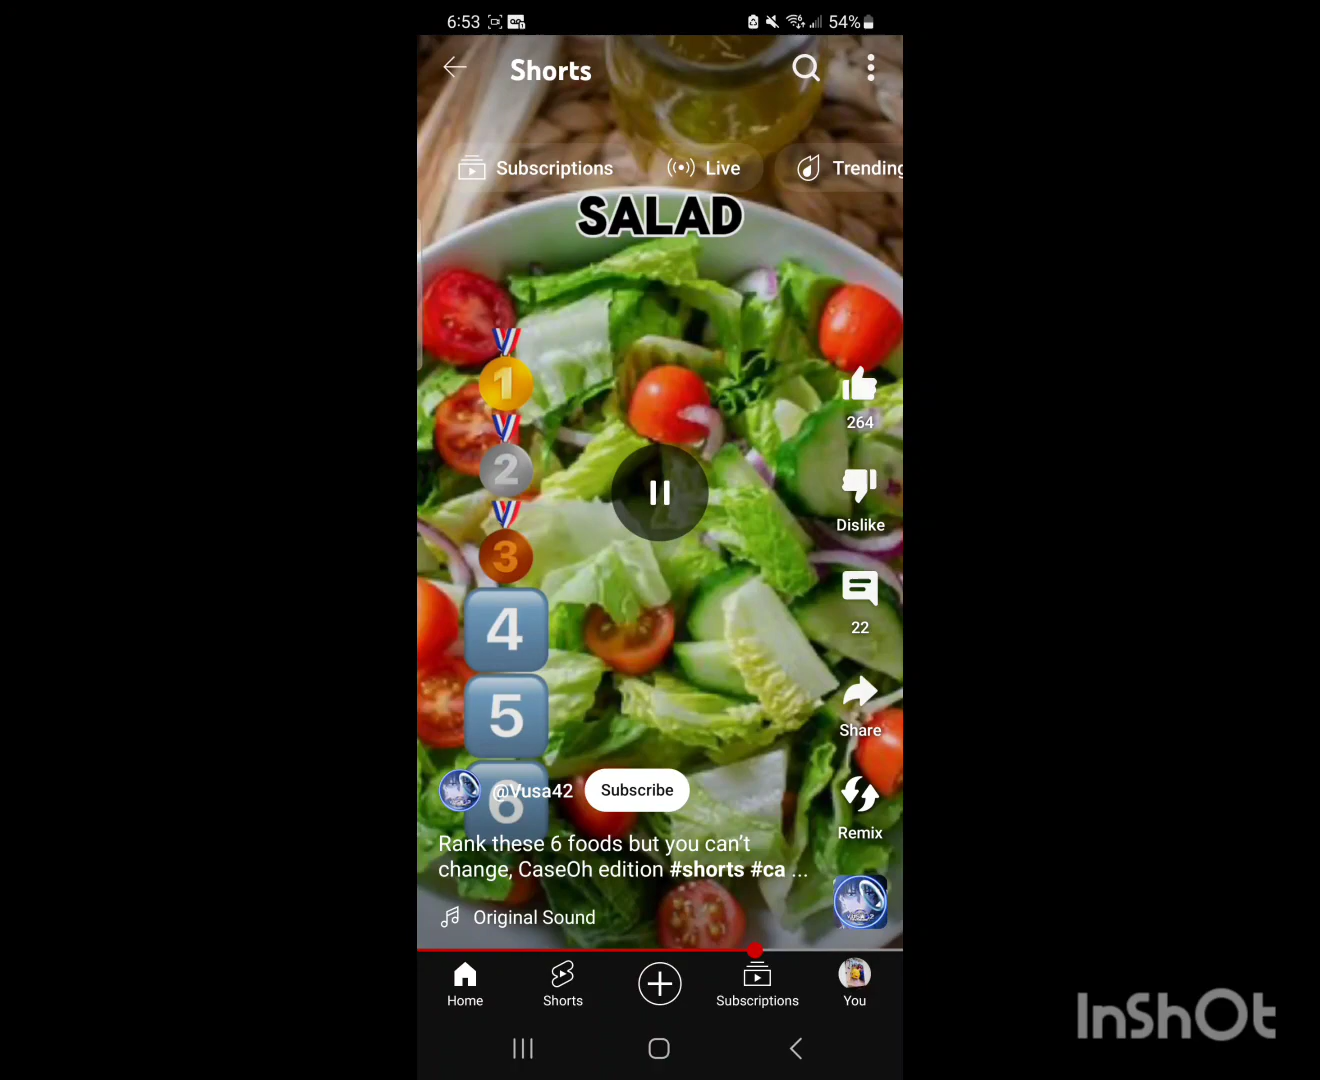 6:53
54%
Shorts
Subscriptions
Live
Trending
SALAD
1
2
3
4
5
6
264
Dislike
22
Share
Remix
@Vusa42
Subscribe
Rank these 6 foods but you can't
change, CaseOh edition #shorts #ca ...
Original Sound
Home
Shorts
Subscriptions
You
InShOt